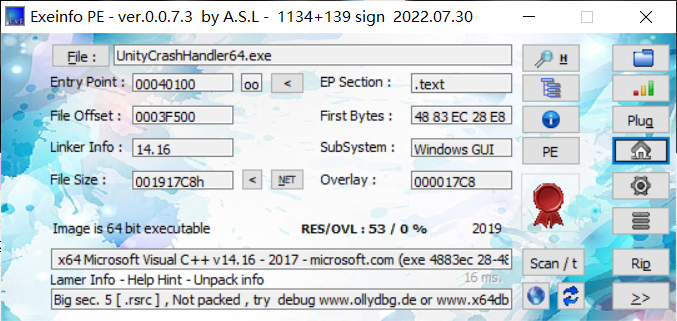 Exeinfo PE - ver.0.0.7.3 by A.S.L - 1134+139 sign 2022.07.30
File : UnityCrashHandler64.exe H
Entry Point : 00040100 oo < EP Section : .text
File Offset : 0003F500 First Bytes : 48 83 EC 28 E8 Plug
Linker Info : 14.16 SubSystem : Windows GUI PE
File Size : 001917C8h < NET Overlay : 000017C8
Image is 64 bit executable RES/OVL : 53 / 0 % 2019
x64 Microsoft Visual C++ v14.16 - 2017 - microsoft.com (exe 4883ec 28-48 Scan / t Rip
Lamer Info - Help Hint - Unpack info 16 ms.
Big sec. 5 [ .rsrc ] , Not packed , try debug www.ollydbg.de or www.x64db >>